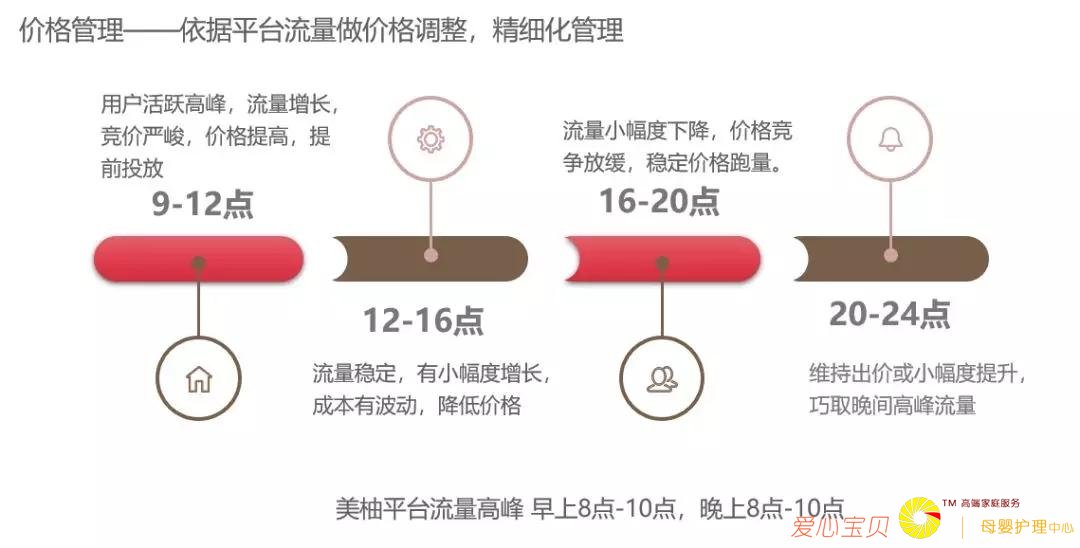 价格管理——依据平台流量做价格调整，精细化管理
用户活跃高峰，流量增长，
竞价严峻，价格提高，提
前投放
9-12点
12-16点
流量稳定，有小幅度增长，
成本有波动，降低价格
流量小幅度下降，价格竞
争放缓，稳定价格跑量。
16-20点
20-24点
维持出价或小幅度提升，
巧取晚间高峰流量
美柚平台流量高峰 早上8点-10点，晚上8点-10点
爱心宝贝
TM 高端家庭服务
母婴护理中心